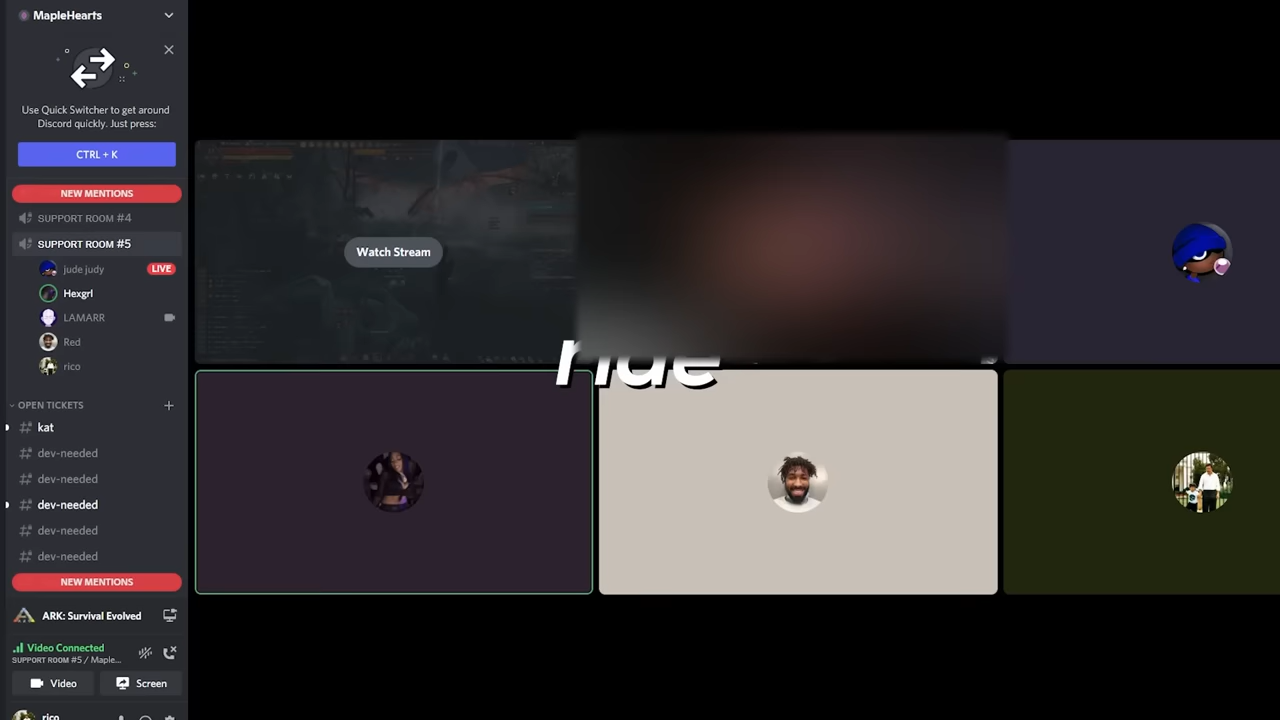 MapleHearts
Use Quick Switcher to get around
Discord quickly. Just press:
CTRL + K
NEW MENTIONS
SUPPORT ROOM #4
SUPPORT ROOM #5
jude judy
LIVE
Hexgrl
LAMARR
Red
rico
OPEN TICKETS
kat
dev-needed
dev-needed
dev-needed
dev-needed
dev-needed
NEW MENTIONS
ARK: Survival Evolved
Video Connected
SUPPORT ROOM #5 / Maple...
Video
Screen
rico
Watch Stream
ride